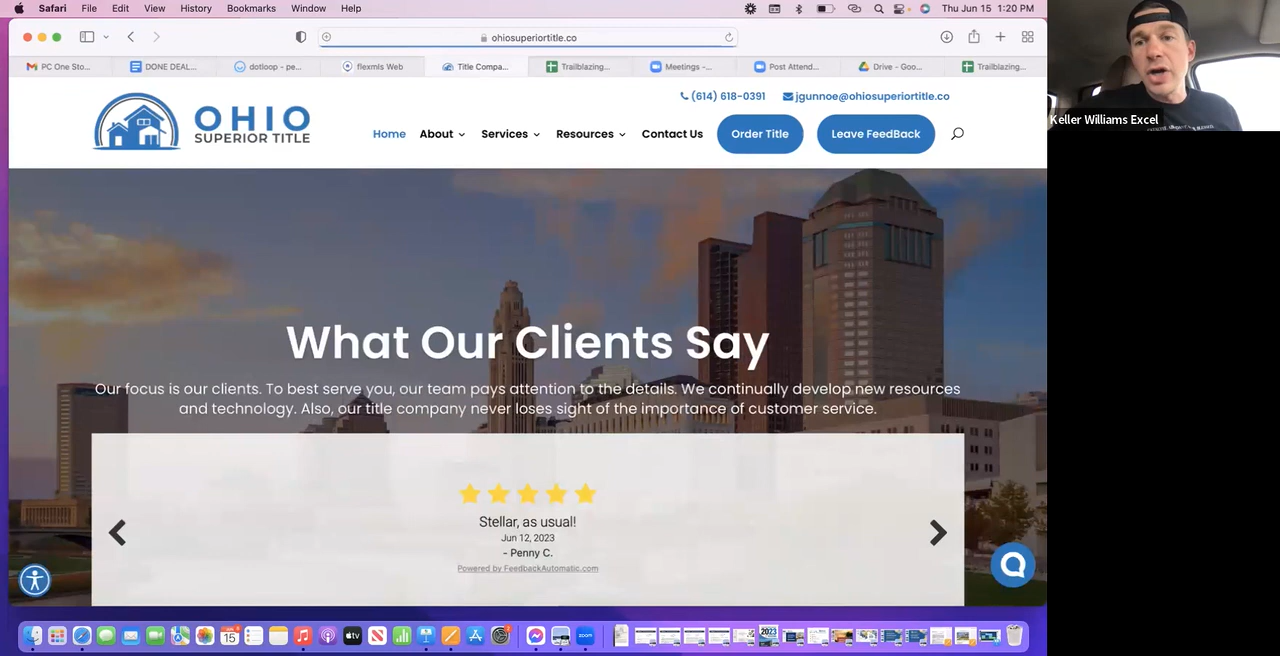 Safari File Edit View History Bookmarks Window Help Thu Jun 15 1:20 PM
ohiosuperiortitle.co
PC One Sto... DONE DEAL... dotloop - pe... flexmls Web Title Compa... Trailblazing... Meetings -... Post Attend... Drive - Goo... Trailblazing...
(614) 618-0391 jgunnoe@ohiosuperiortitle.co
OHIO
SUPERIOR TITLE
Home About Services Resources Contact Us Order Title Leave FeedBack
Keller Williams Excel
What Our Clients Say
Our focus is our clients. To best serve you, our team pays attention to the details. We continually develop new resources
and technology. Also, our title company never loses sight of the importance of customer service.
Stellar, as usual!
Jun 12, 2023
- Penny C.
Powered by FeedbackAutomatic.com
15
tv
zoom
2023